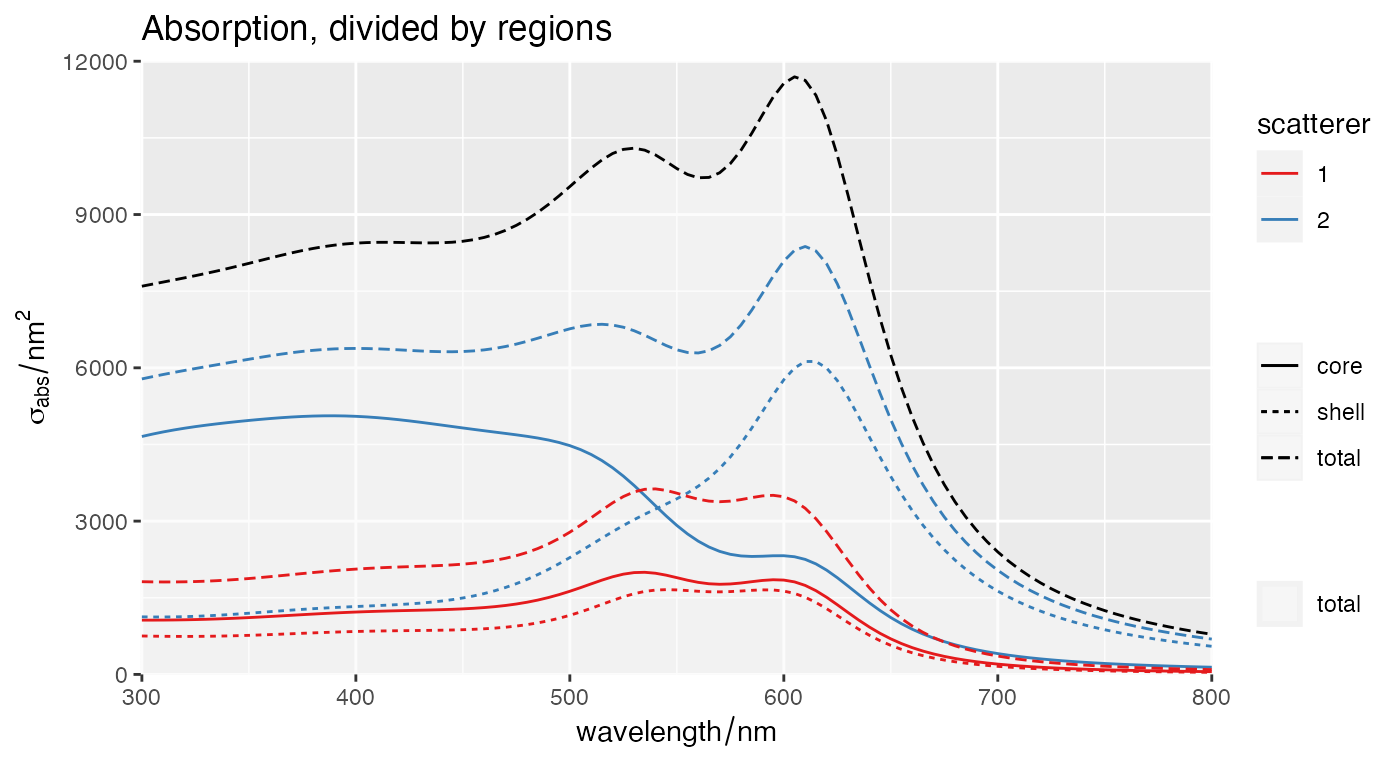 Absorption, divided by regions
12000
9000
6000
3000
0
σabs/nm²
300 400 500 600 700 800
wavelength/nm
scatterer
1
2
core
shell
total
total